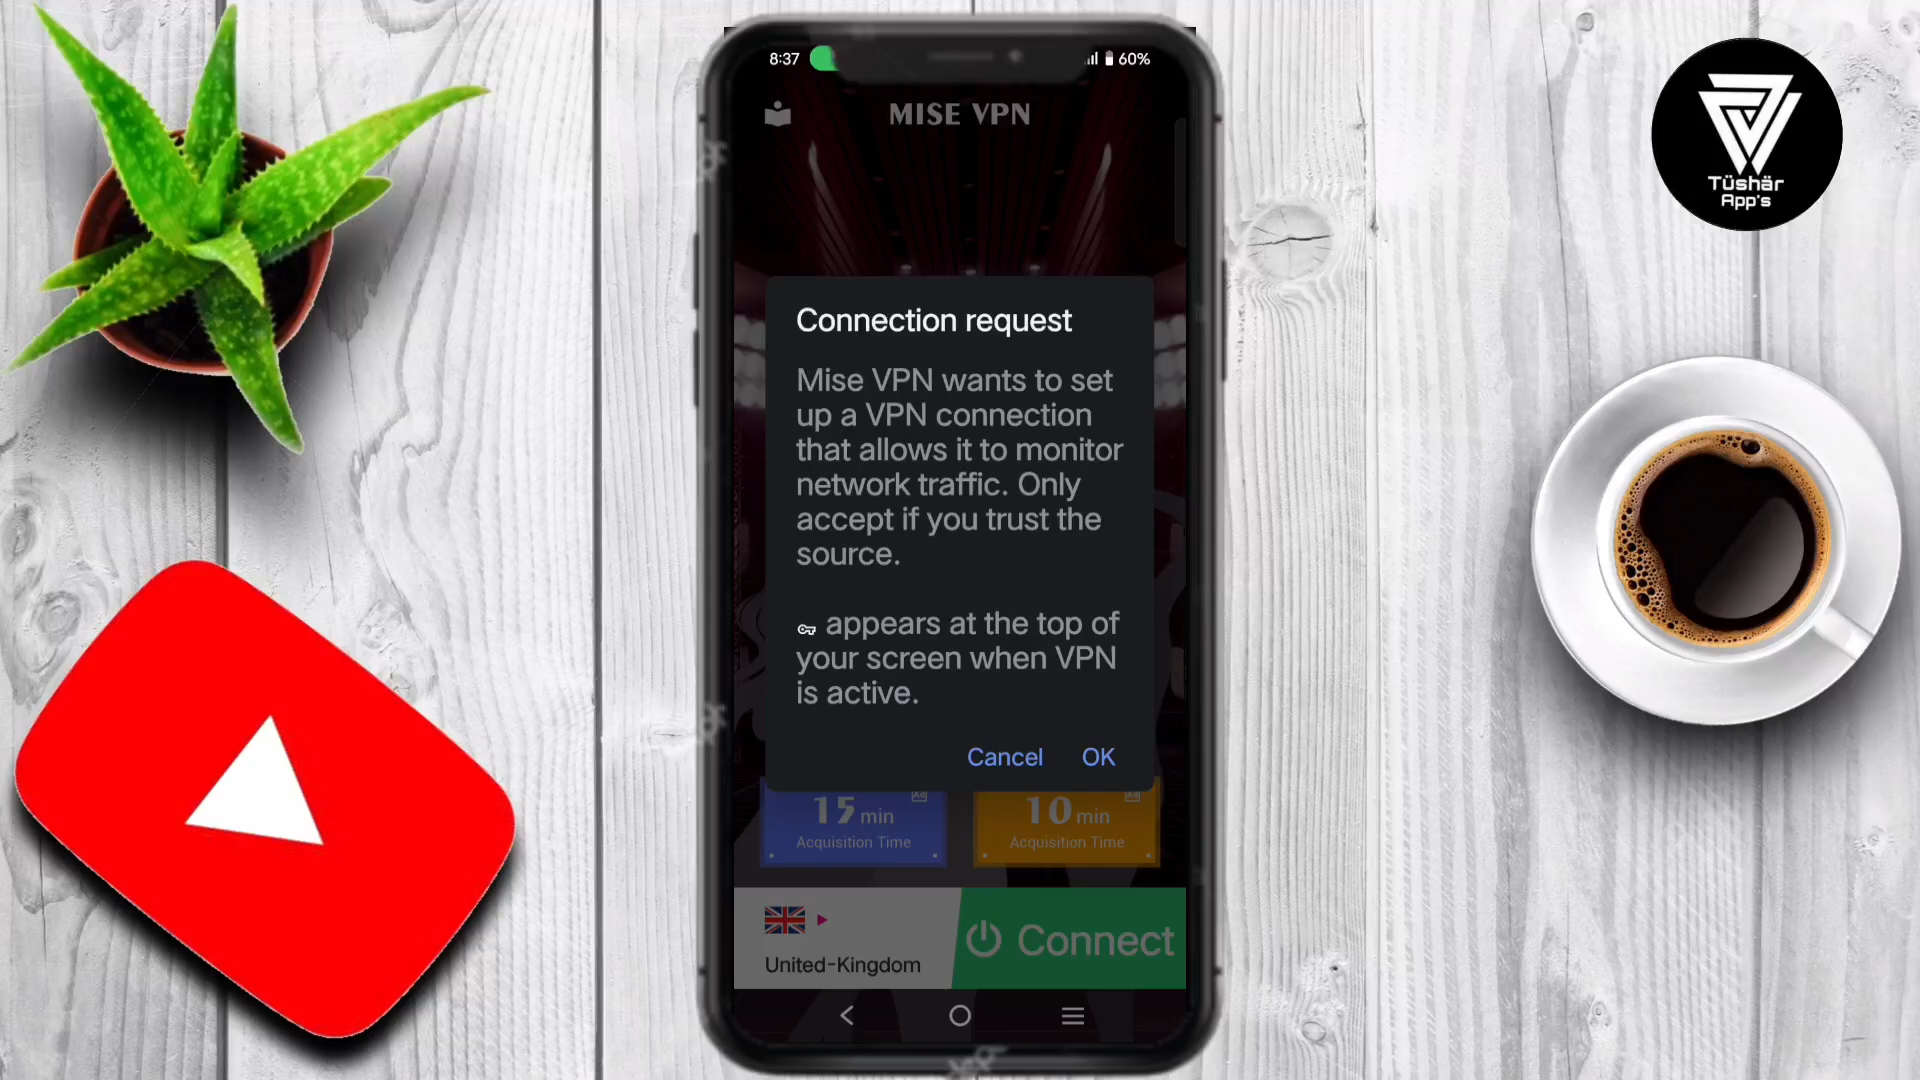 8:37
60%
MISE VPN
Tüshär
App's
Connection request
Mise VPN wants to set
up a VPN connection
that allows it to monitor
network traffic. Only
accept if you trust the
source.
appears at the top of
your screen when VPN
is active.
Cancel OK
15 min
Ad
Acquisition Time
10 min
Ad
Acquisition Time
United-Kingdom
Connect